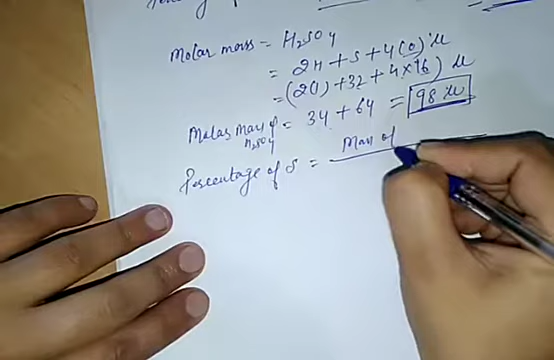 Molar mass = H₂SO₄
= 2H + S + 4(O) u
= (2(1) + 32 + 4×16) u
Molar Mass of H₂SO₄ = 34 + 64 = 98 u
Percentage of S = Mass of